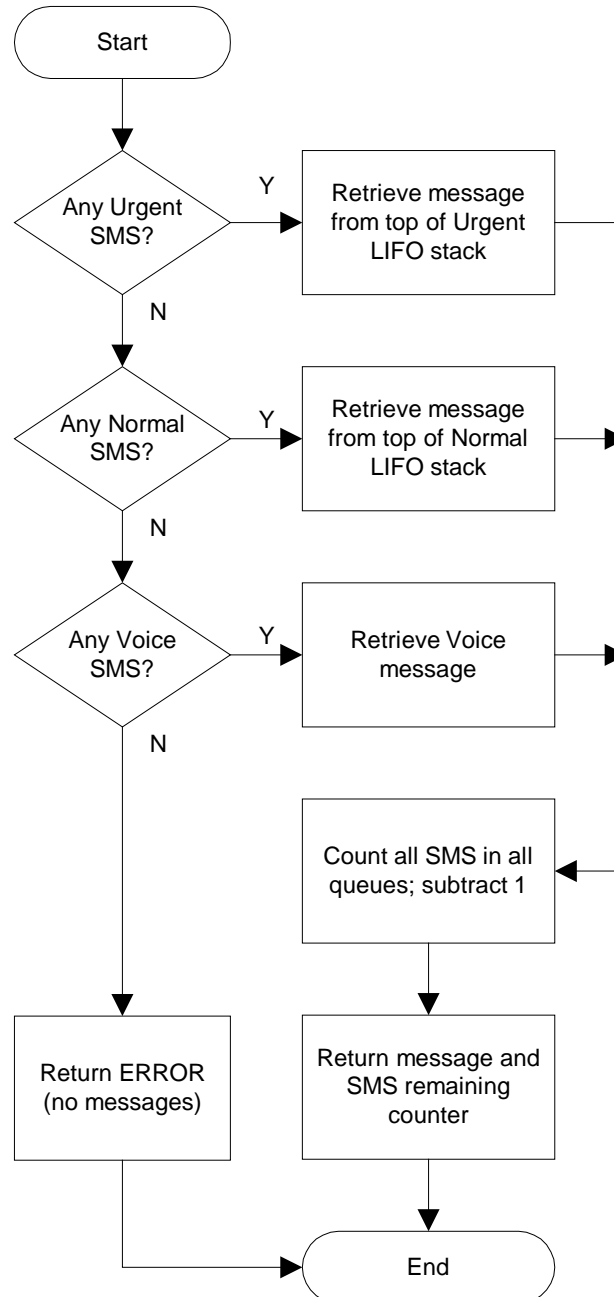 Start
Any Urgent
SMS?
Y
Retrieve message
from top of Urgent
LIFO stack
N
Any Normal
SMS?
Y
Retrieve message
from top of Normal
LIFO stack
N
Any Voice
SMS?
Y
Retrieve Voice
message
N
Count all SMS in all
queues; subtract 1
Return ERROR
(no messages)
Return message and
SMS remaining
counter
End